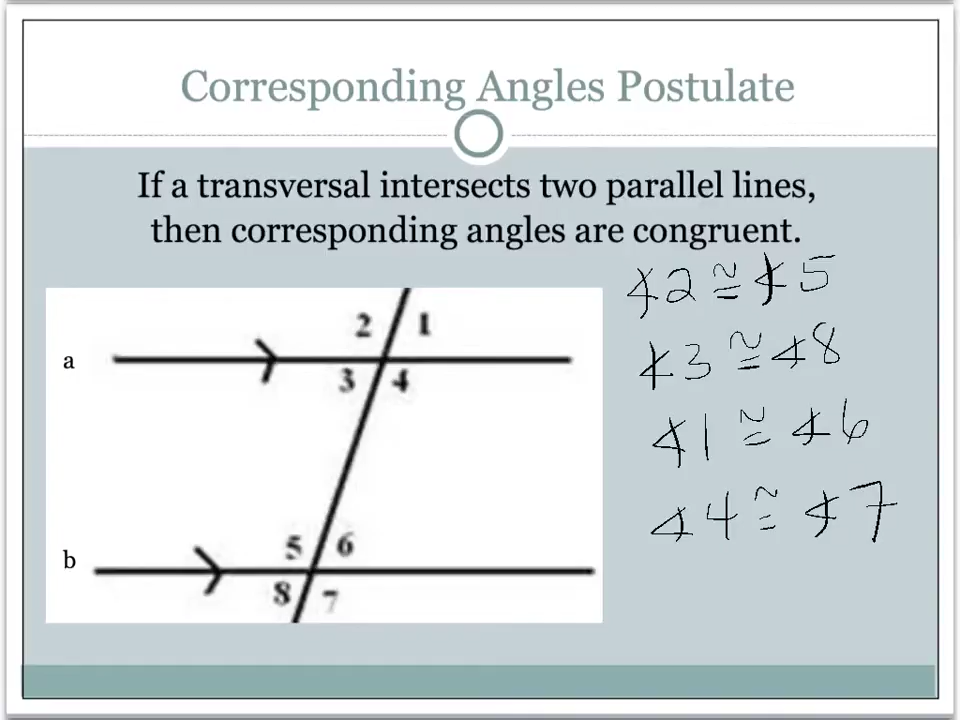 Corresponding Angles Postulate
If a transversal intersects two parallel lines,
then corresponding angles are congruent.
∡2 ≅ ∡5
∡3 ≅ ∡8
∡1 ≅ ∡6
∡4 ≅ ∡7
2 1
a
3 4
5 6
b
8 7